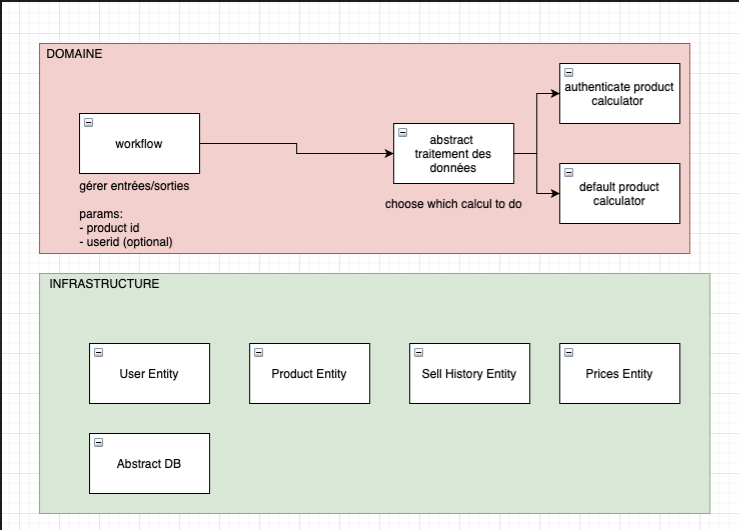 DOMAINE
workflow
gérer entrées/sorties
params:
- product id
- userid (optional)
abstract
traitement des
données
choose which calcul to do
authenticate product
calculator
default product
calculator
INFRASTRUCTURE
User Entity
Product Entity
Sell History Entity
Prices Entity
Abstract DB